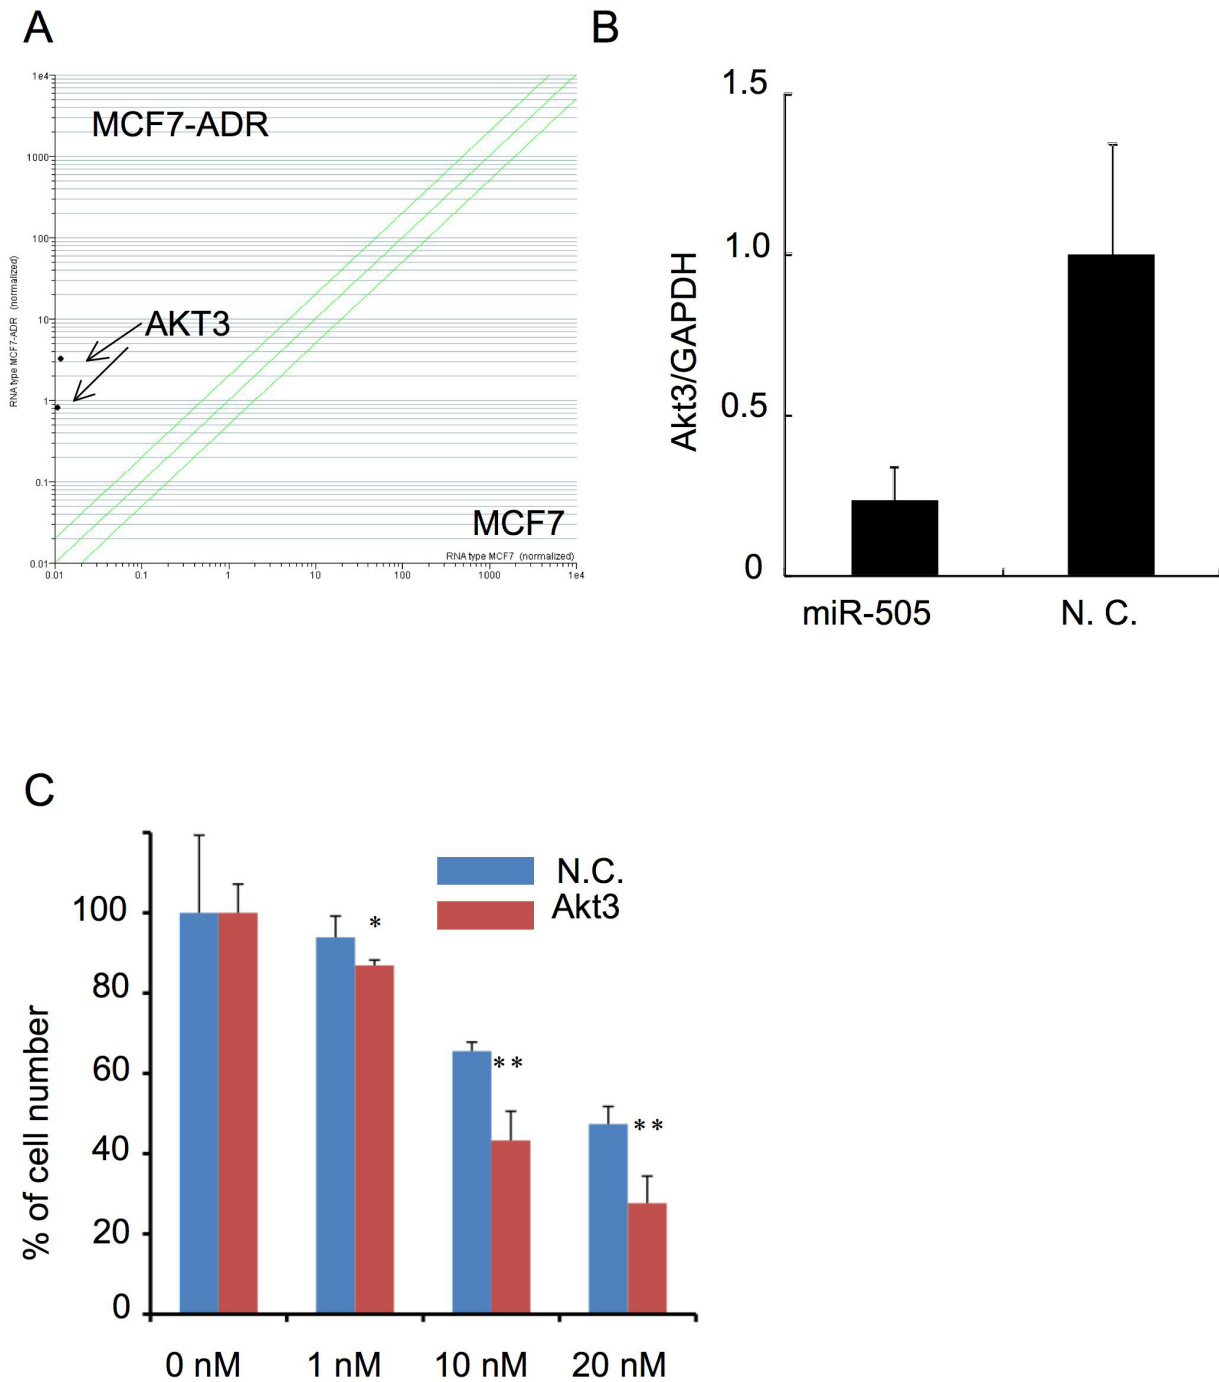 A
1e4
MCF7-ADR
1000
100
10
AKT3
1
0.1
MCF7
0.01
RNA type MCF7 (normalized)
0.01 0.1 1 10 100 1000 1e4
RNA type MCF7-ADR (normalized)
B
1.5
1.0
0.5
0
Akt3/GAPDH
miR-505 N. C.
C
N.C.
Akt3
100
80
60
40
20
0
% of cell number
*
**
**
0 nM 1 nM 10 nM 20 nM